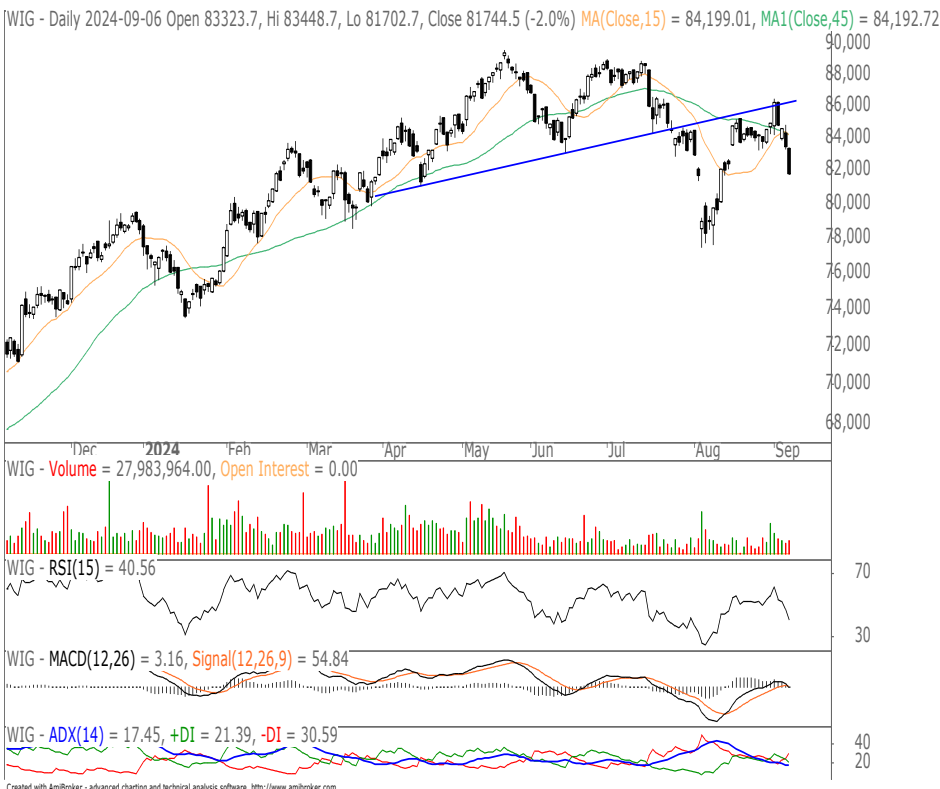 WIG - Daily 2024-09-06 Open 83323.7, Hi 83448.7, Lo 81702.7, Close 81744.5 (-2.0%) MA(Close,15) = 84,199.01, MA1(Close,45) = 84,192.72
90,000
88,000
86,000
84,000
82,000
80,000
78,000
76,000
74,000
72,000
70,000
68,000
Dec 2024 Feb Mar Apr May Jun Jul Aug Sep
WIG - Volume = 27,983,964.00, Open Interest = 0.00
WIG - RSI(15) = 40.56
70
30
WIG - MACD(12,26) = 3.16, Signal(12,26,9) = 54.84
WIG - ADX(14) = 17.45, +DI = 21.39, -DI = 30.59
40
20
Created with AmiBroker - advanced charting and technical analysis software. http://www.amibroker.com